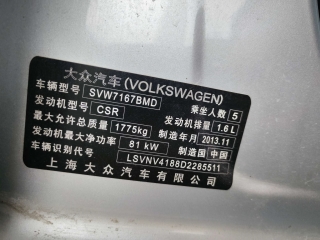 大众汽车(VOLKSWAGEN)
车辆型号 SVW7167BMD 乘坐人数 5
发动机型号 CSR 发动机排量 1.6 L
最大允许总质量 1775kg 制造年月 2013.11
发动机最大净功率 81 kW 制造国 中国
车辆识别代号 LSVNV4188D2285511
上海大众汽车有限公司